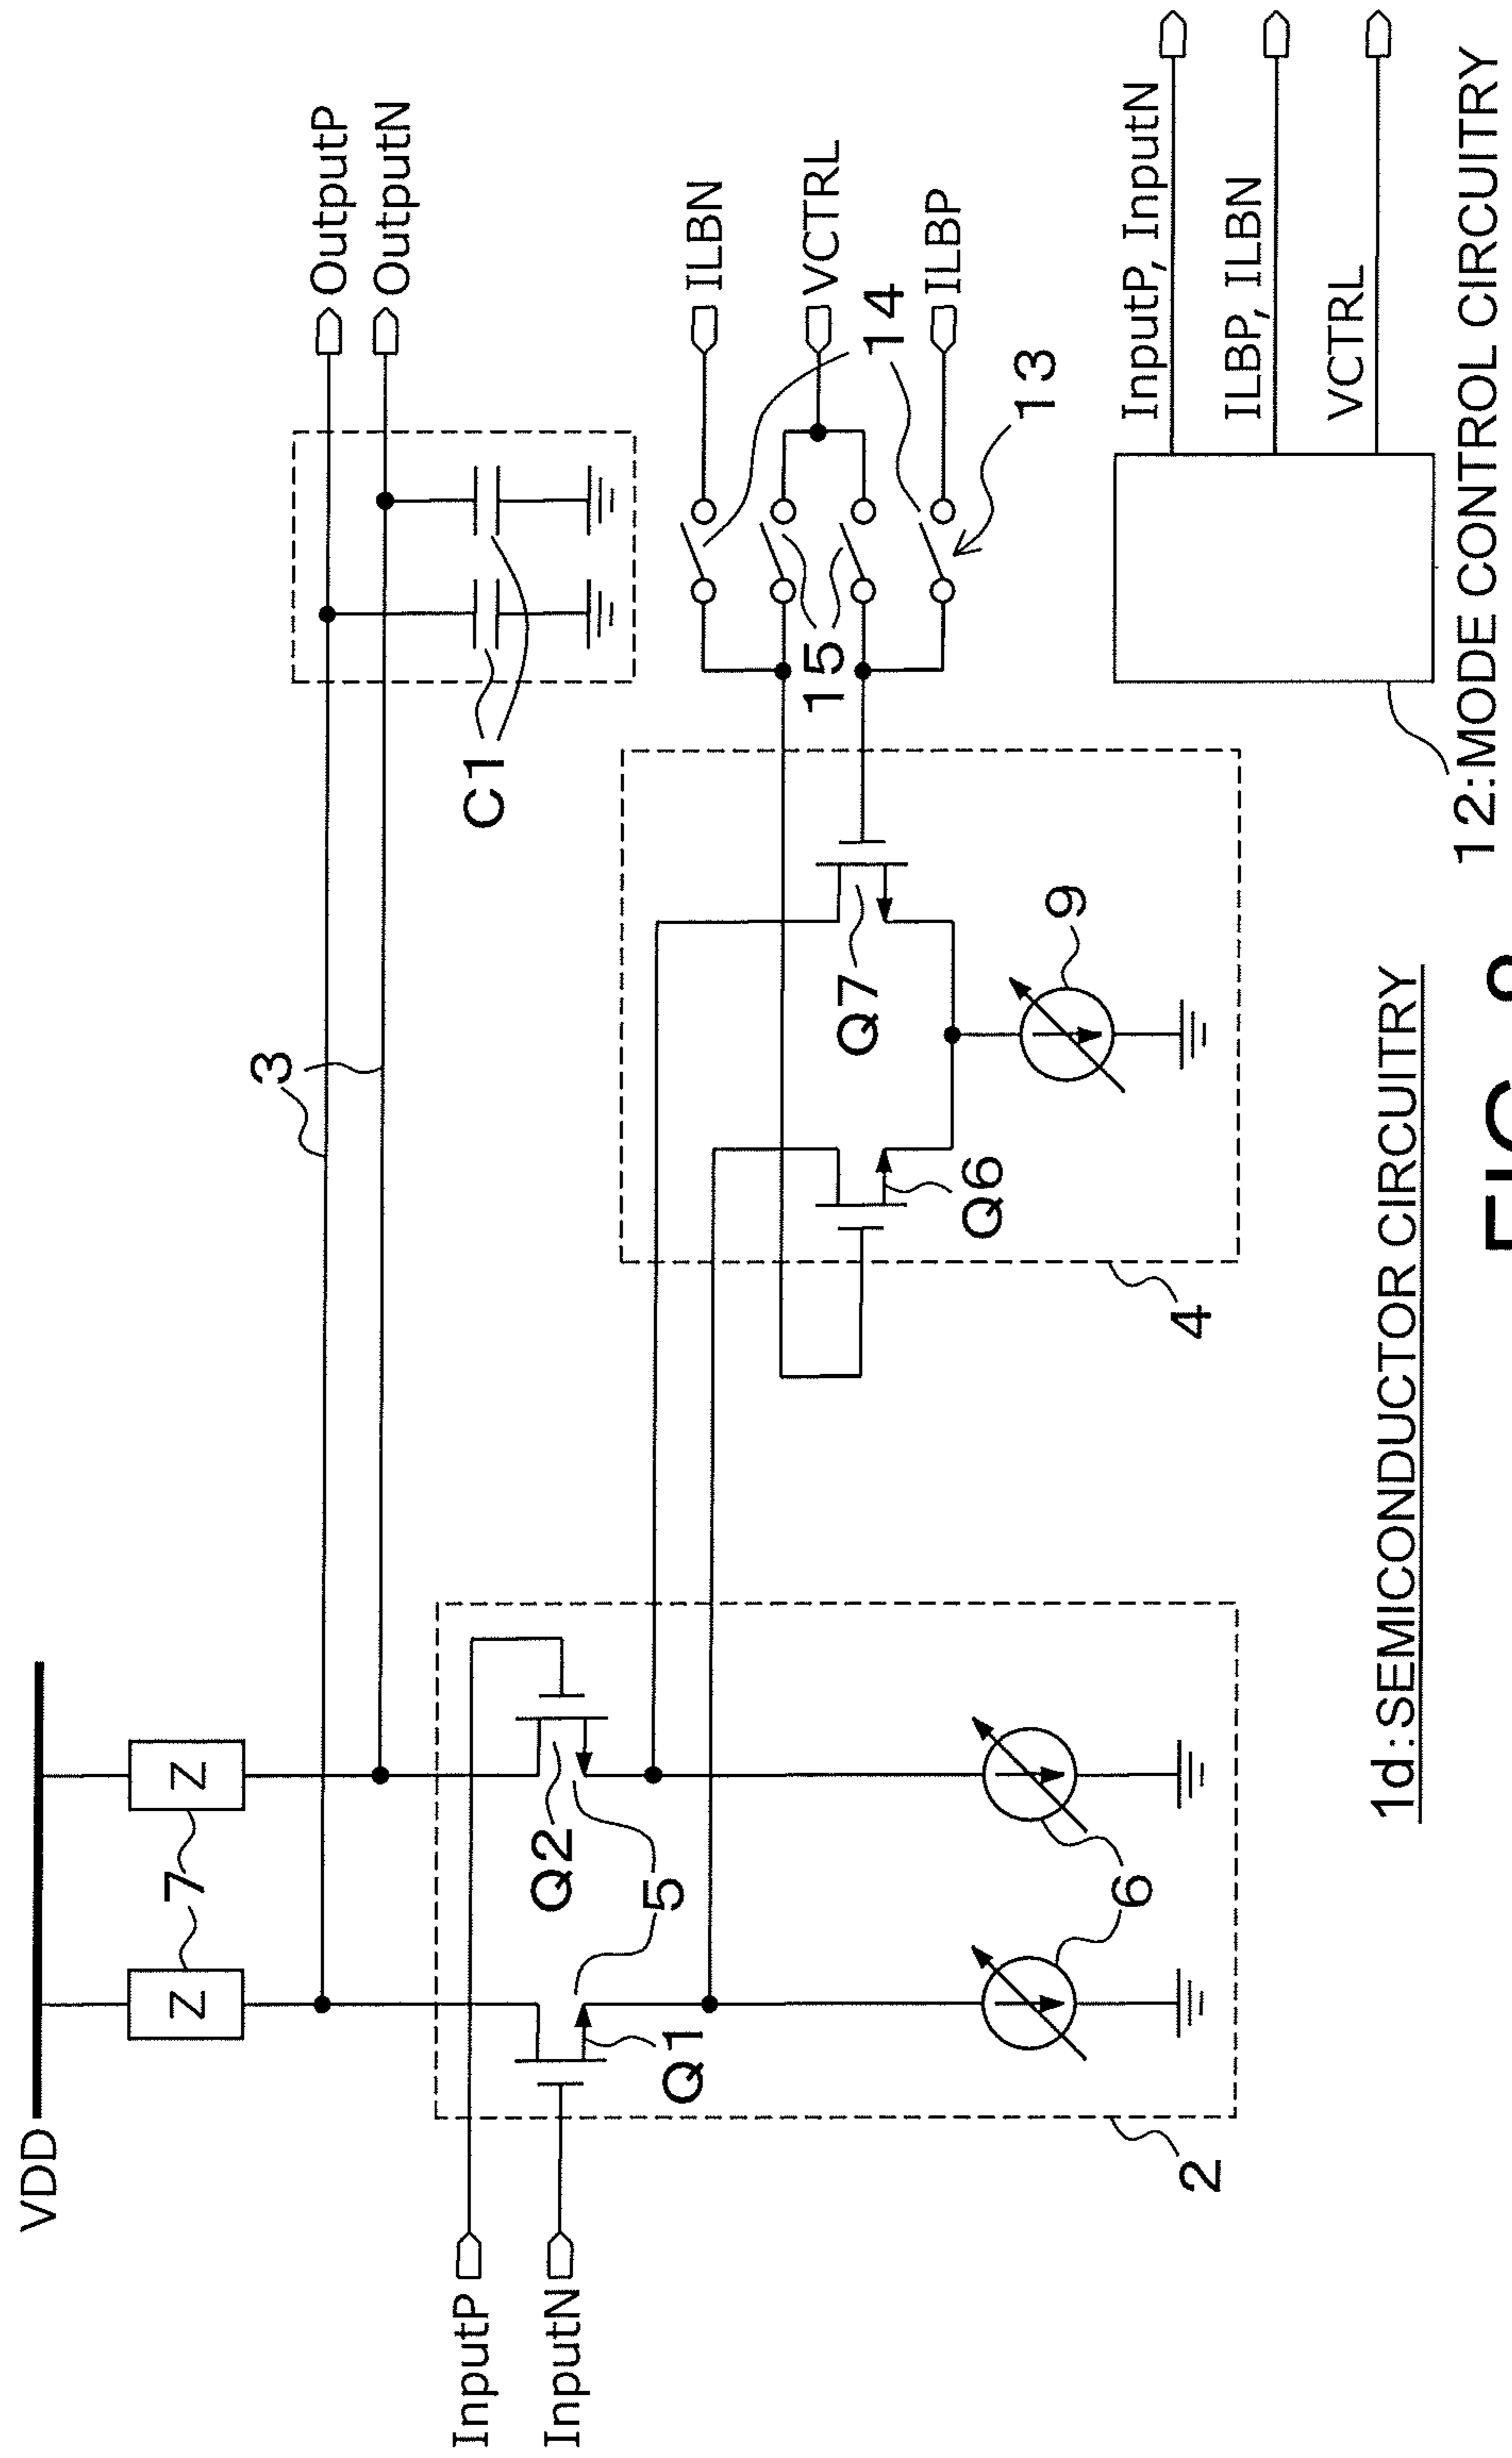 VDD
Z
Z
7
3
OutputP
OutputN
InputP
InputN
Q2
5
Q1
6
2
C1
ILBN
VCTRL
ILBP
14
13
15
Q7
Q6
9
4
InputP, InputN
ILBP, ILBN
VCTRL
12:MODE CONTROL CIRCUITRY
1d:SEMICONDUCTOR CIRCUITRY